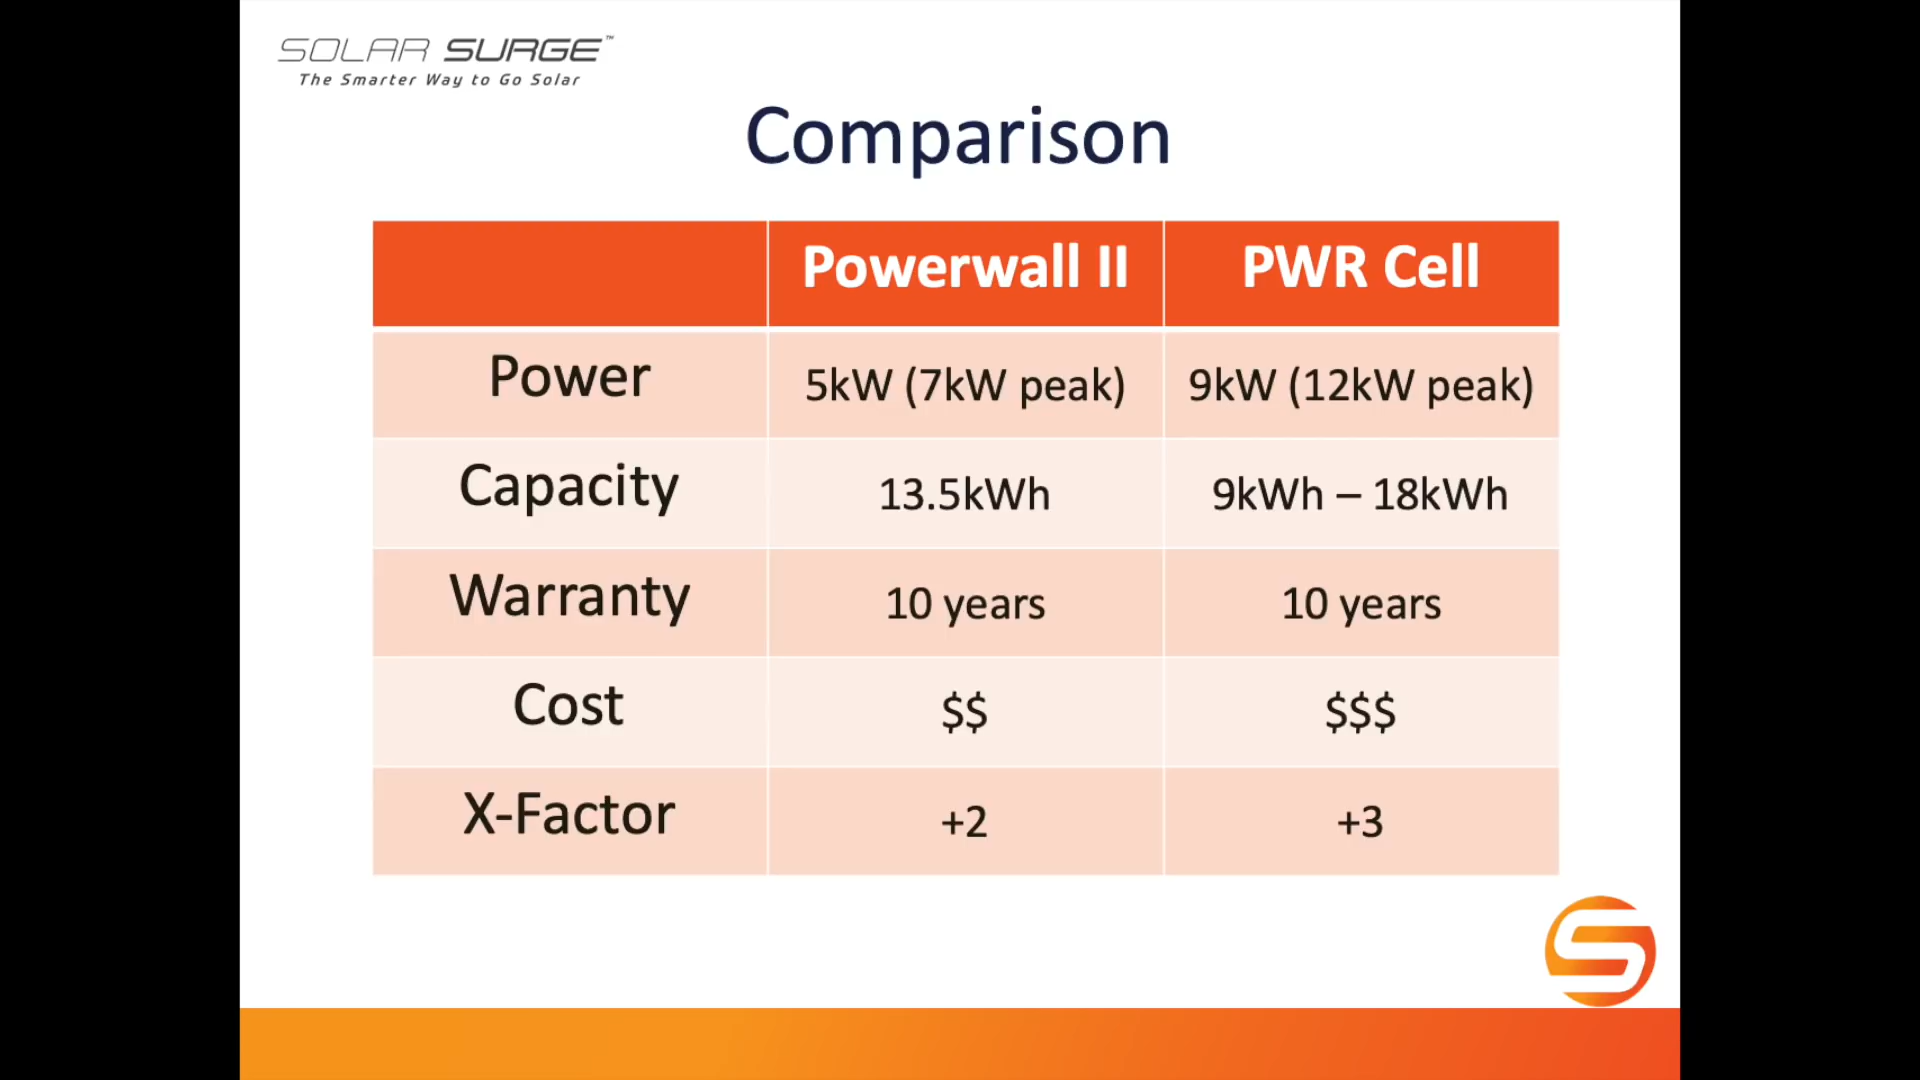 SOLAR SURGE™
The Smarter Way to Go Solar
Comparison
Powerwall II PWR Cell
Power 5kW (7kW peak) 9kW (12kW peak)
Capacity 13.5kWh 9kWh – 18kWh
Warranty 10 years 10 years
Cost $$ $$$
X-Factor +2 +3